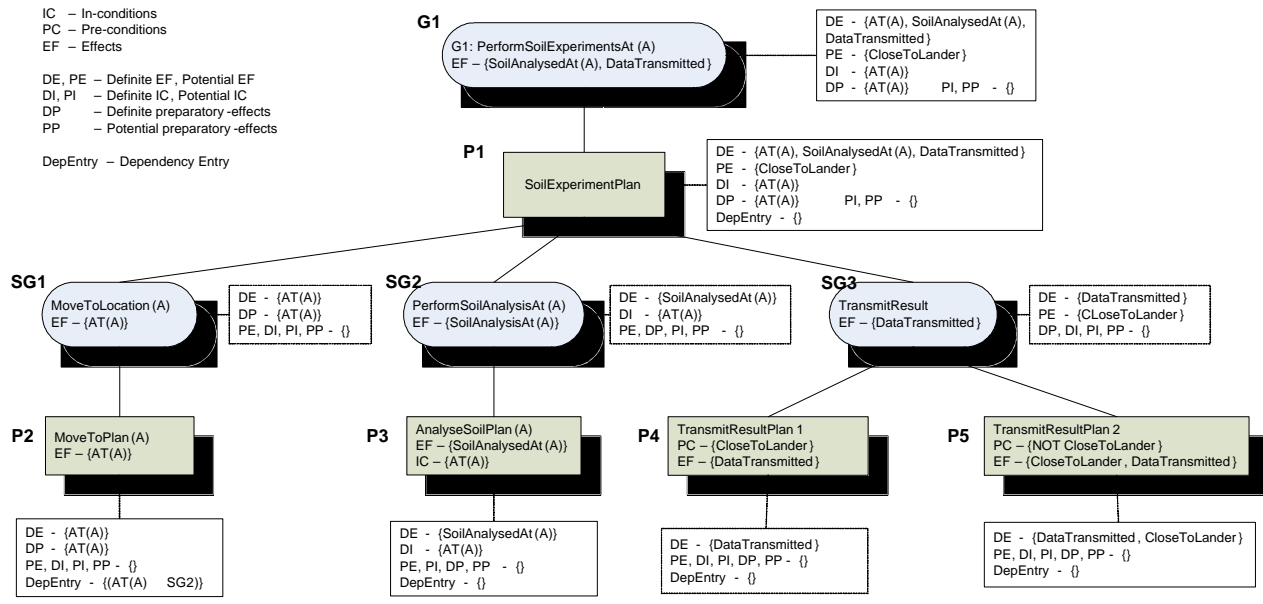 IC – In-conditions
PC – Pre-conditions
EF – Effects
DE, PE – Definite EF, Potential EF
DI, PI – Definite IC, Potential IC
DP – Definite preparatory-effects
PP – Potential preparatory-effects
DepEntry – Dependency Entry
G1
G1: PerformSoilExperimentsAt (A)
EF – {SoilAnalysedAt (A), DataTransmitted }
DE - {AT(A), SoilAnalysedAt (A),
DataTransmitted }
PE - {CloseToLander}
DI - {AT(A)}
DP - {AT(A)} PI, PP - {}
P1
SoilExperimentPlan
DE - {AT(A), SoilAnalysedAt (A), DataTransmitted }
PE - {CloseToLander}
DI - {AT(A)}
DP - {AT(A)} PI, PP - {}
DepEntry - {}
SG1
MoveToLocation (A)
EF – {AT(A)}
DE - {AT(A)}
DP - {AT(A)}
PE, DI, PI, PP - {}
SG2
PerformSoilAnalysisAt (A)
EF – {SoilAnalysisAt (A)}
DE - {SoilAnalysedAt (A)}
DI - {AT(A)}
PE, DP, PI, PP - {}
SG3
TransmitResult
EF – {DataTransmitted }
DE - {DataTransmitted }
PE - {CLoseToLander }
DP, DI, PI, PP - {}
P2
MoveToPlan (A)
EF – {AT(A)}
DE - {AT(A)}
DP - {AT(A)}
PE, DI, PI, PP - {}
DepEntry - {(AT(A) SG2)}
P3
AnalyseSoilPlan (A)
EF – {SoilAnalysedAt (A)}
IC – {AT(A)}
DE - {SoilAnalysedAt (A)}
DI - {AT(A)}
PE, PI, DP, PP - {}
DepEntry - {}
P4
TransmitResultPlan 1
PC – {CloseToLander }
EF – {DataTransmitted }
DE - {DataTransmitted }
PE, DI, PI, DP, PP - {}
DepEntry - {}
P5
TransmitResultPlan 2
PC – {NOT CloseToLander }
EF – {CloseToLander , DataTransmitted }
DE - {DataTransmitted , CloseToLander }
PE, DI, PI, DP, PP - {}
DepEntry - {}